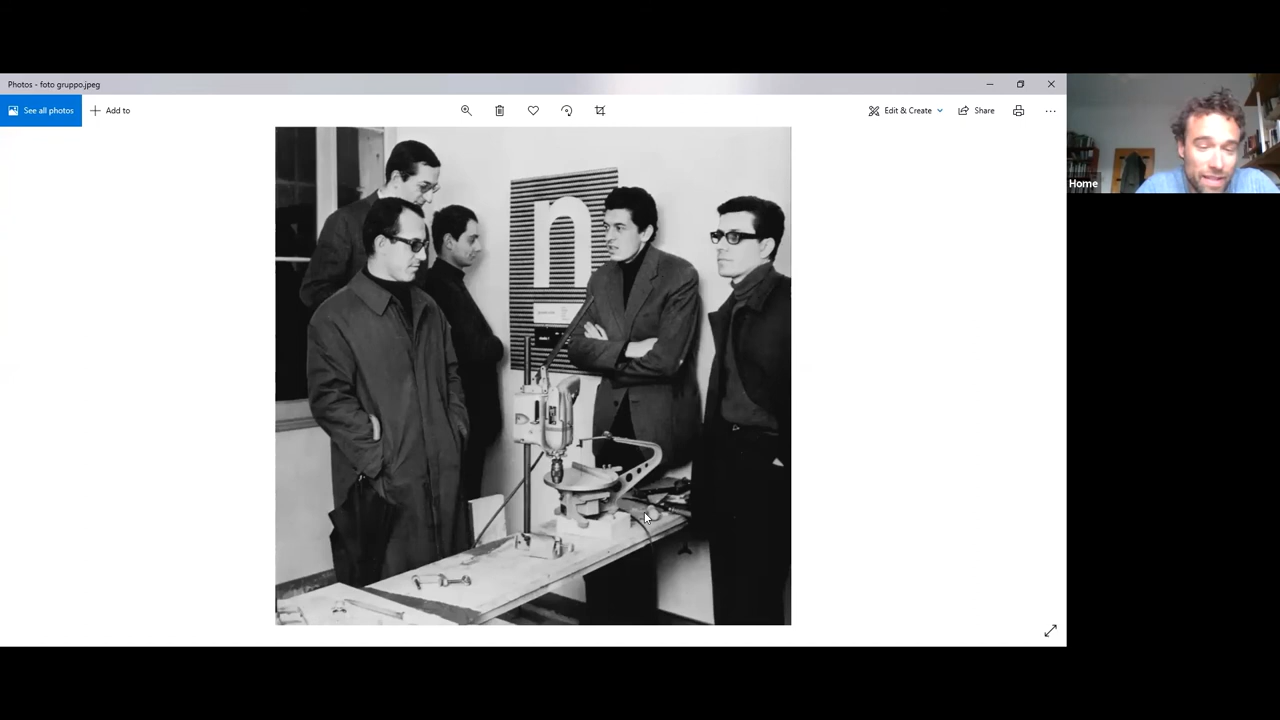 Photos - foto gruppo.jpeg
See all photos
Add to
Edit & Create
Share
Home
n